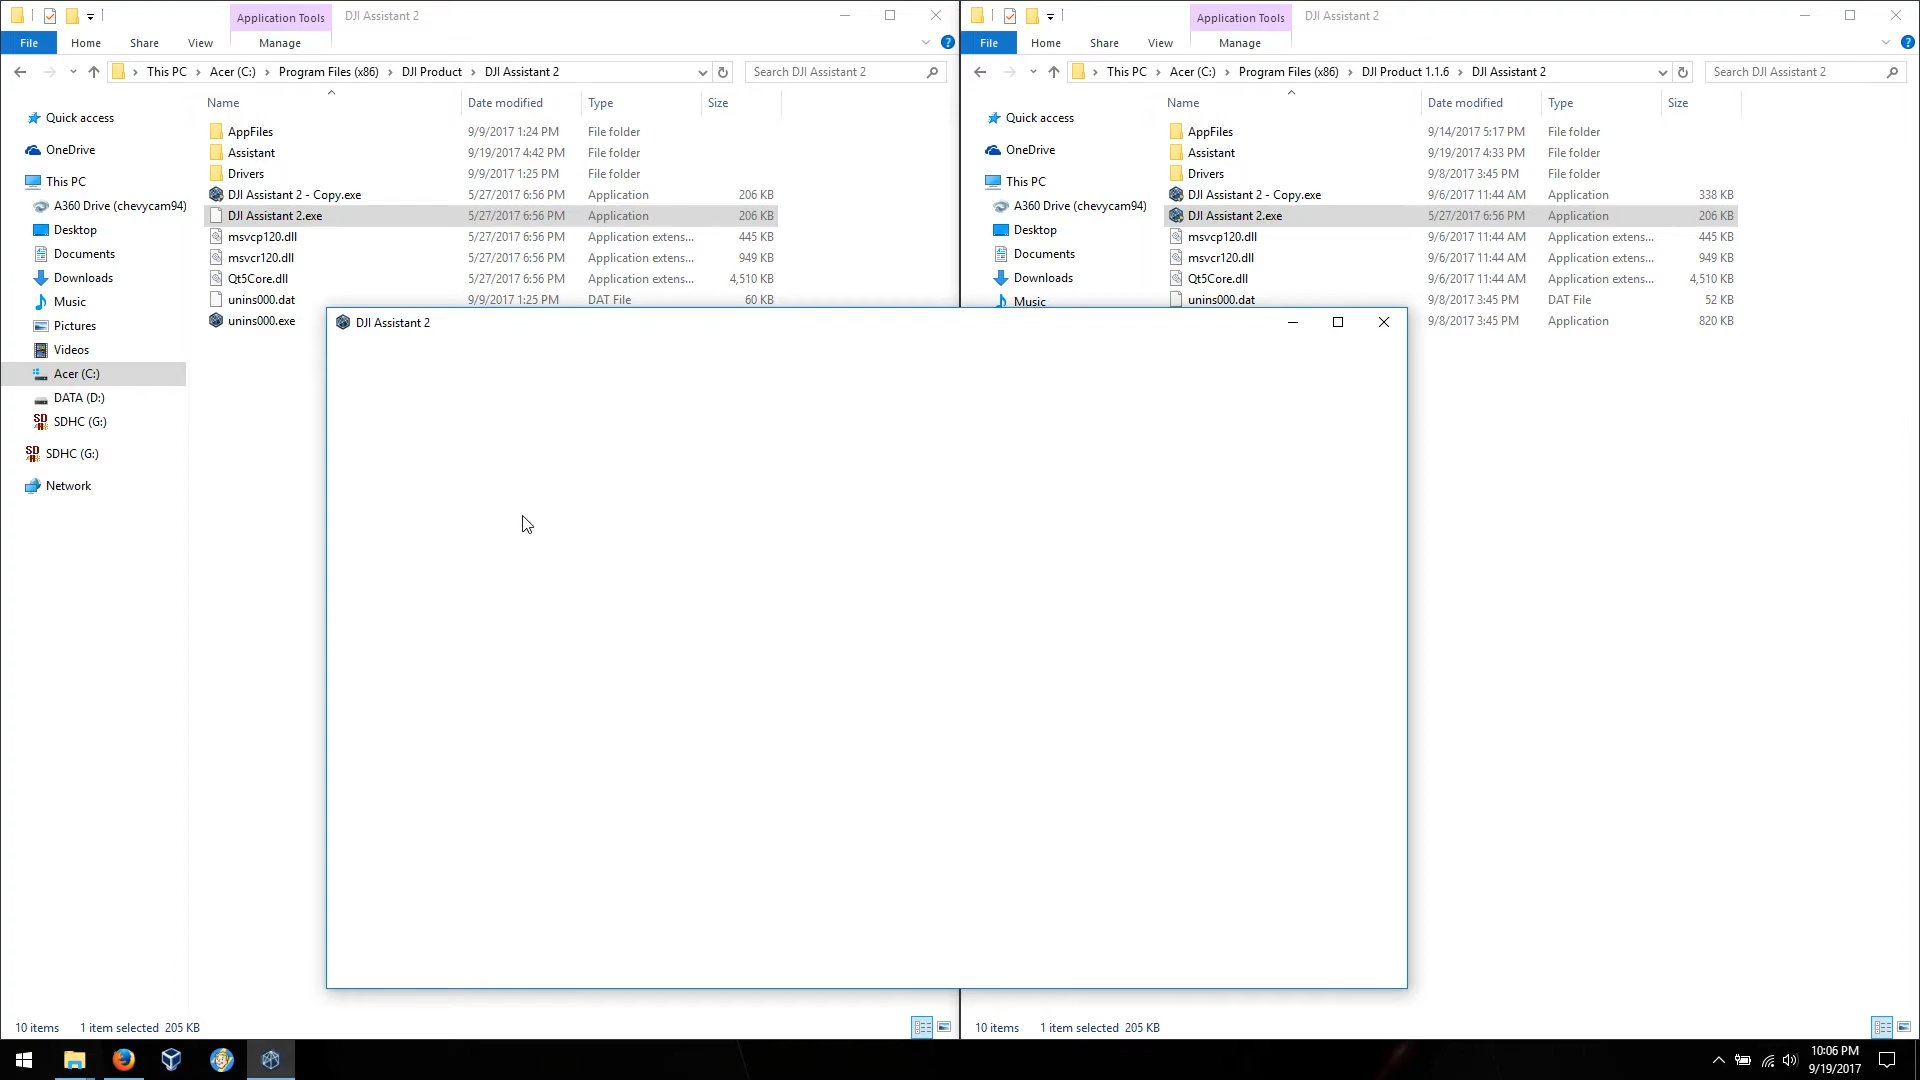 Application Tools DJI Assistant 2
File Home Share View Manage
This PC Acer (C:) Program Files (x86) DJI Product DJI Assistant 2 Search DJI Assistant 2
Name Date modified Type Size
Quick access
OneDrive
This PC
A360 Drive (chevycam94)
Desktop
Documents
Downloads
Music
Pictures
Videos
Acer (C:)
DATA (D:)
SDHC (G:)
SDHC (G:)
Network
AppFiles 9/9/2017 1:24 PM File folder
Assistant 9/19/2017 4:42 PM File folder
Drivers 9/9/2017 1:25 PM File folder
DJI Assistant 2 - Copy.exe 5/27/2017 6:56 PM Application 206 KB
DJI Assistant 2.exe 5/27/2017 6:56 PM Application 206 KB
msvcp120.dll 5/27/2017 6:56 PM Application extens... 445 KB
msvcr120.dll 5/27/2017 6:56 PM Application extens... 949 KB
Qt5Core.dll 5/27/2017 6:56 PM Application extens... 4,510 KB
unins000.dat 9/9/2017 1:25 PM DAT File 60 KB
unins000.exe
10 items 1 item selected 205 KB
Application Tools DJI Assistant 2
File Home Share View Manage
This PC Acer (C:) Program Files (x86) DJI Product 1.1.6 DJI Assistant 2 Search DJI Assistant 2
Name Date modified Type Size
Quick access
OneDrive
This PC
A360 Drive (chevycam94)
Desktop
Documents
Downloads
Music
AppFiles 9/14/2017 5:17 PM File folder
Assistant 9/19/2017 4:33 PM File folder
Drivers 9/8/2017 3:45 PM File folder
DJI Assistant 2 - Copy.exe 9/6/2017 11:44 AM Application 338 KB
DJI Assistant 2.exe 5/27/2017 6:56 PM Application 206 KB
msvcp120.dll 9/6/2017 11:44 AM Application extens... 445 KB
msvcr120.dll 9/6/2017 11:44 AM Application extens... 949 KB
Qt5Core.dll 9/6/2017 11:44 AM Application extens... 4,510 KB
unins000.dat 9/8/2017 3:45 PM DAT File 52 KB
9/8/2017 3:45 PM Application 820 KB
10 items 1 item selected 205 KB
DJI Assistant 2
10:06 PM
9/19/2017